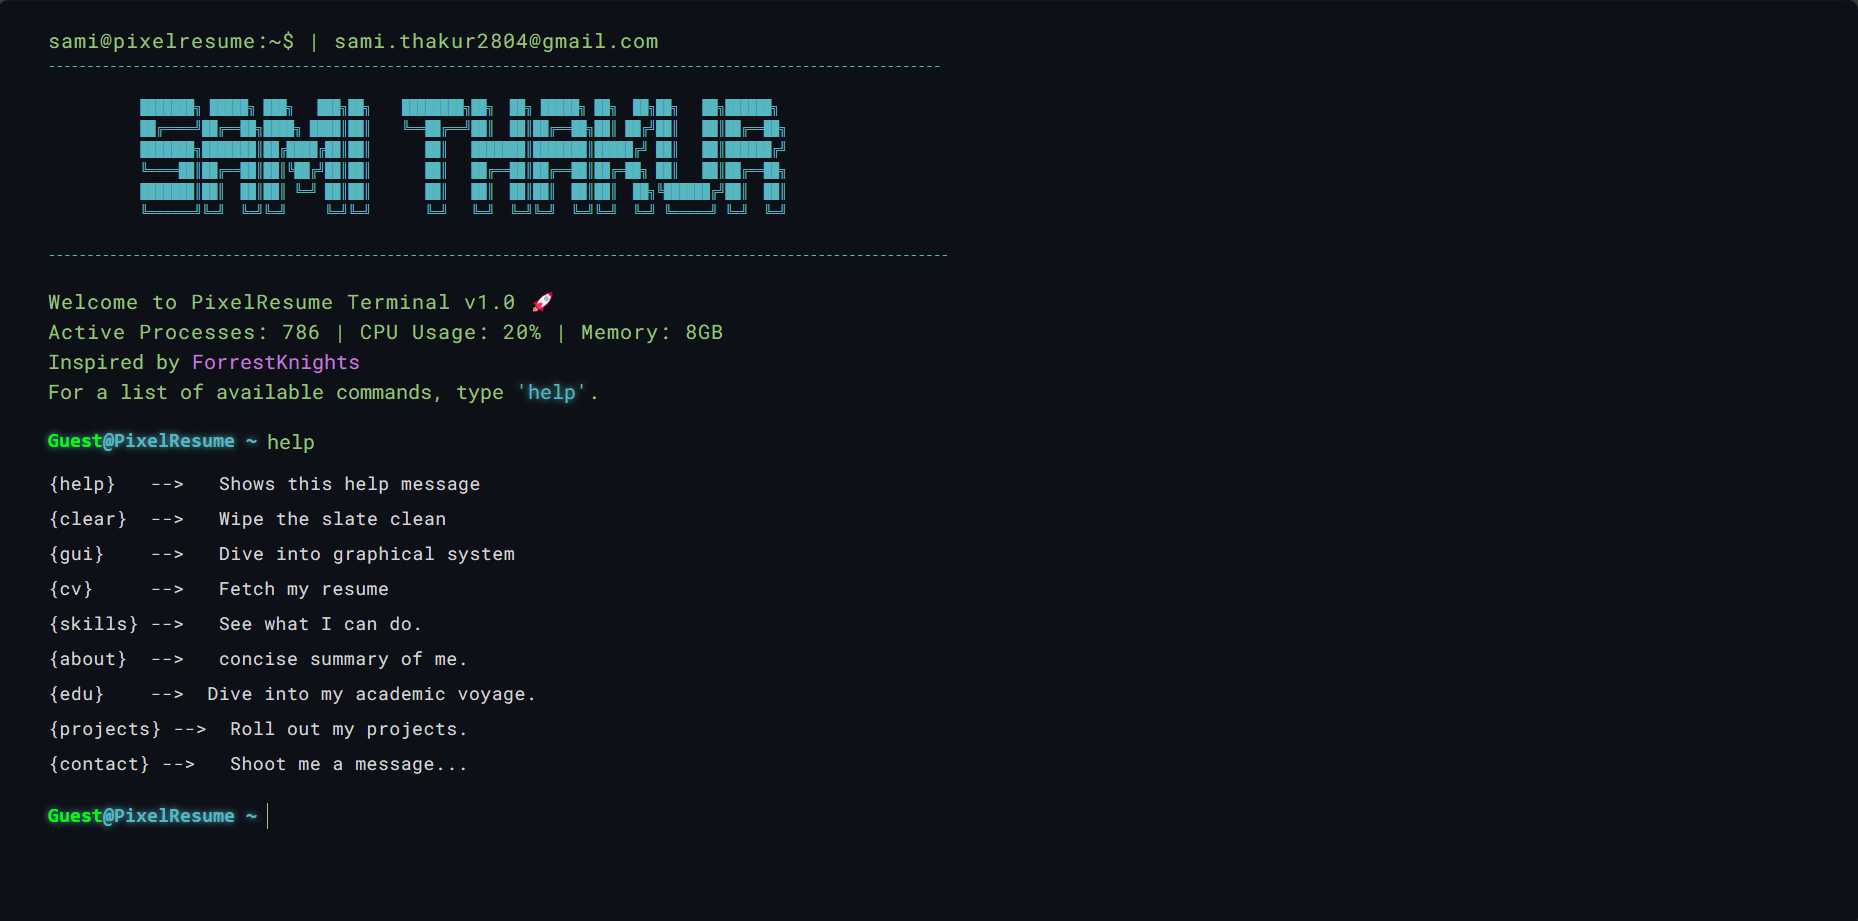 sami@pixelresume:~$ | sami.thakur2804@gmail.com
SAMI THAKUR
Welcome to PixelResume Terminal v1.0 🚀
Active Processes: 786 | CPU Usage: 20% | Memory: 8GB
Inspired by ForrestKnights
For a list of available commands, type 'help'.
Guest@PixelResume ~ help
{help}   -->   Shows this help message
{clear}  -->   Wipe the slate clean
{gui}    -->   Dive into graphical system
{cv}     -->   Fetch my resume
{skills} -->   See what I can do.
{about}  -->   concise summary of me.
{edu}    -->  Dive into my academic voyage.
{projects} -->  Roll out my projects.
{contact} -->   Shoot me a message...
Guest@PixelResume ~